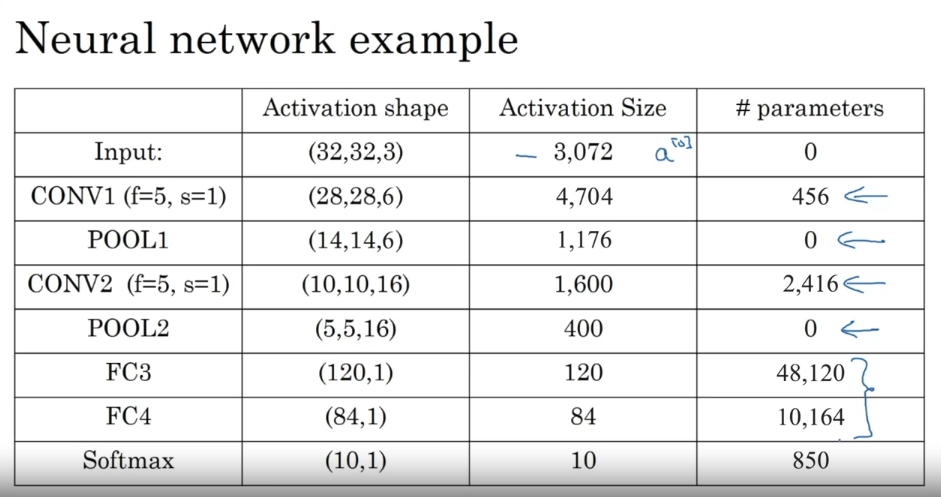 Neural network example
Activation shape Activation Size # parameters
Input: (32,32,3) – 3,072 a[0] 0
CONV1 (f=5, s=1) (28,28,6) 4,704 456 ←
POOL1 (14,14,6) 1,176 0 ←
CONV2 (f=5, s=1) (10,10,16) 1,600 2,416 ←
POOL2 (5,5,16) 400 0 ←
FC3 (120,1) 120 48,120
FC4 (84,1) 84 10,164
Softmax (10,1) 10 850